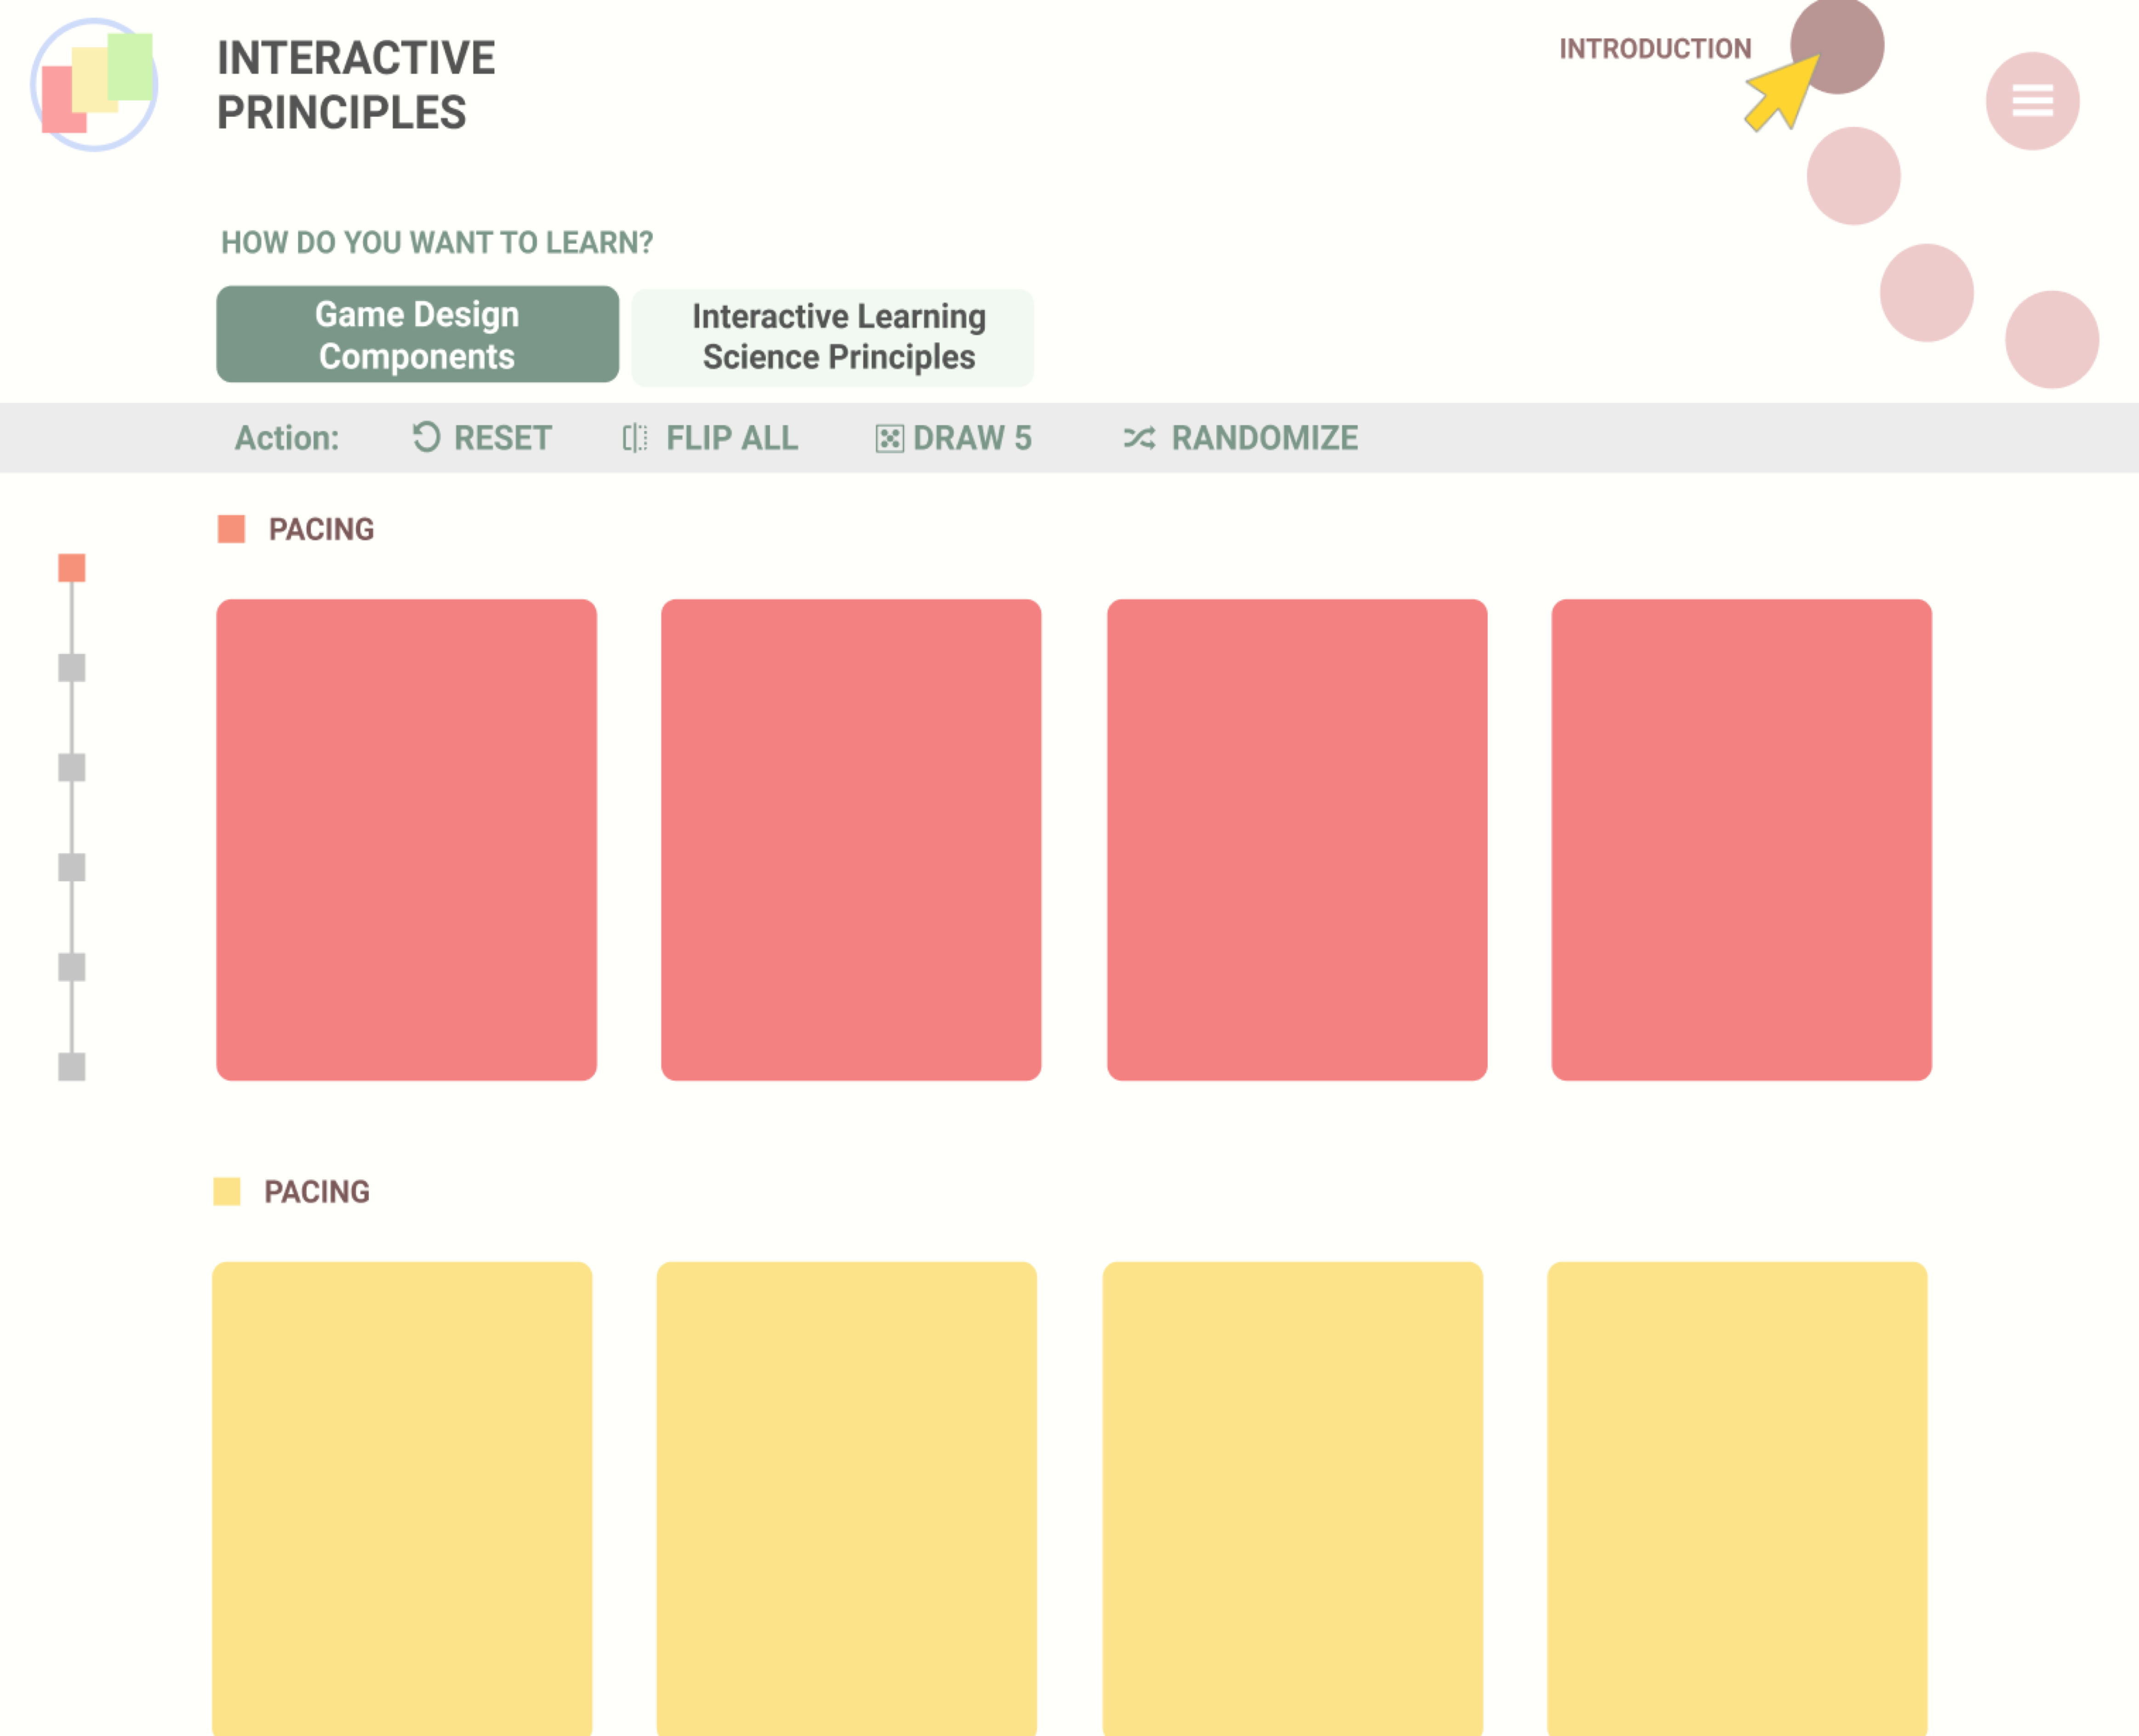 INTERACTIVE
PRINCIPLES
INTRODUCTION
HOW DO YOU WANT TO LEARN?
Game Design
Components
Interactive Learning
Science Principles
Action:
RESET
FLIP ALL
DRAW 5
RANDOMIZE
PACING
PACING